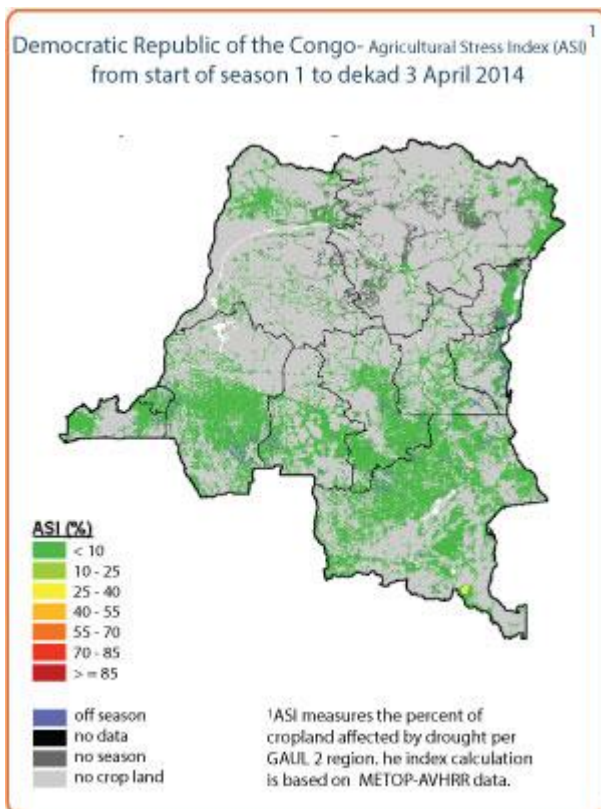 Democratic Republic of the Congo- Agricultural Stress Index (ASI)¹
from start of season 1 to dekad 3 April 2014
ASI (%)
< 10
10 - 25
25 - 40
40 - 55
55 - 70
70 - 85
> = 85
off season
no data
no season
no crop land
¹ASI measures the percent of
cropland affected by drought per
GAUL 2 region. he index calculation
is based on METOP-AVHRR data.